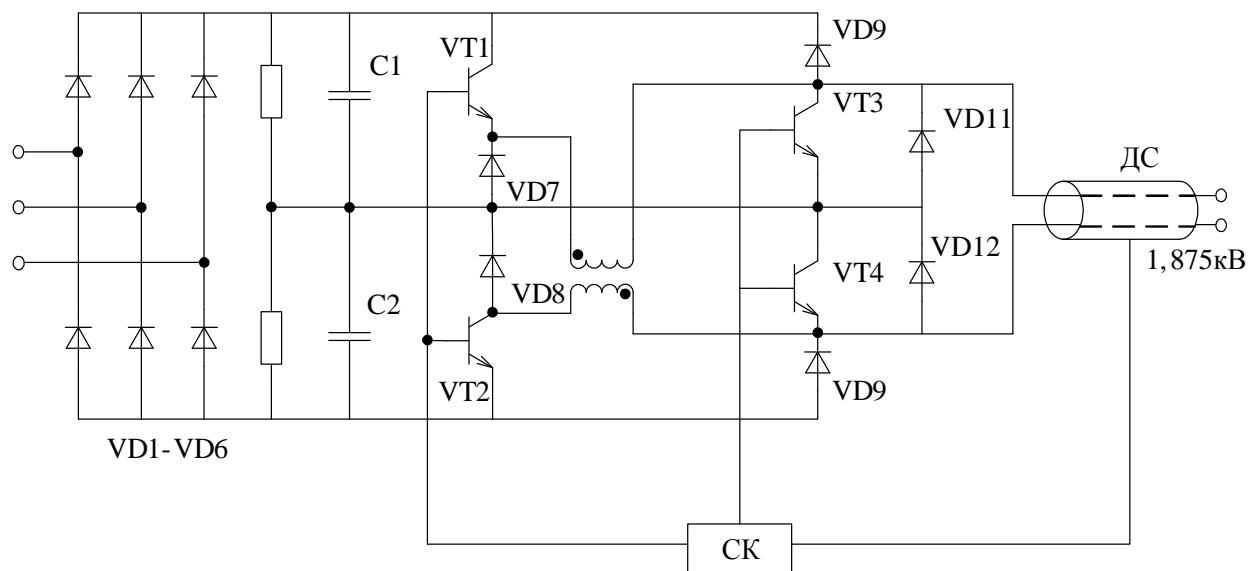 VD9
VT1
C1
VT3
VD11
ДС
VD7
VD12
1,875кВ
VT4
VD8
C2
VT2
VD9
VD1-VD6
СК